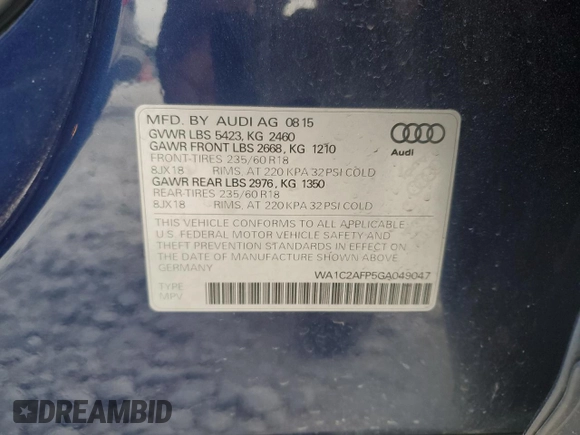 MFD. BY AUDI AG 08 15
GVWR LBS 5423, KG 2460
GAWR FRONT LBS 2668, KG 1210
FRONT-TIRES 235/60 R18
8JX18 RIMS, AT 220 KPA 32 PSI COLD
GAWR REAR LBS 2976, KG 1350
REAR-TIRES 235/60 R18
8JX18 RIMS, AT 220 KPA 32 PSI COLD
Audi
THIS VEHICLE CONFORMS TO ALL APPLICABLE
U.S. FEDERAL MOTOR VEHICLE SAFETY AND
THEFT PREVENTION STANDARDS IN EFFECT ON
THE DATE OF MANUFACTURE SHOWN ABOVE.
WA1C2AFP5GA049047
TYPE:
MPV
DREAMBID